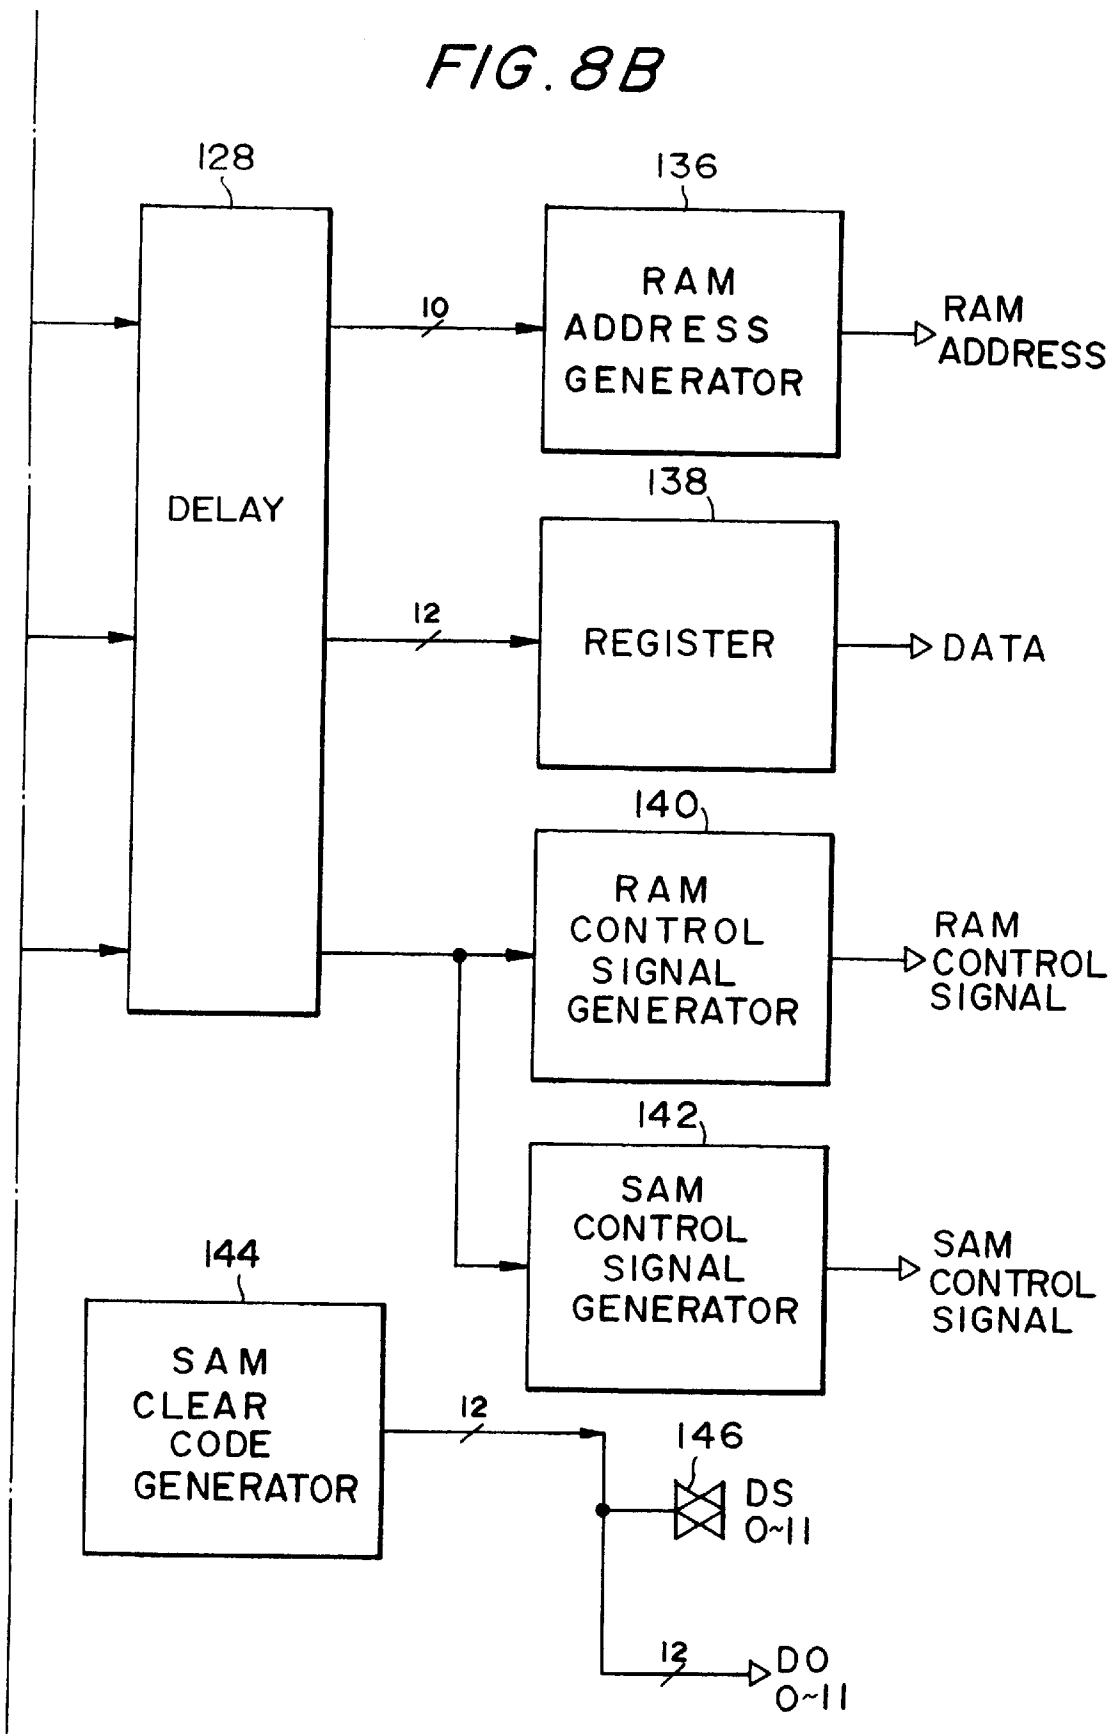 FIG. 8B
128
136
10
RAM
ADDRESS
GENERATOR
RAM
ADDRESS
DELAY
138
12
REGISTER
DATA
140
RAM
CONTROL
SIGNAL
GENERATOR
RAM
CONTROL
SIGNAL
142
SAM
CONTROL
SIGNAL
GENERATOR
SAM
CONTROL
SIGNAL
144
SAM
CLEAR
CODE
GENERATOR
12
146
DS
0~11
12
DO
0~11